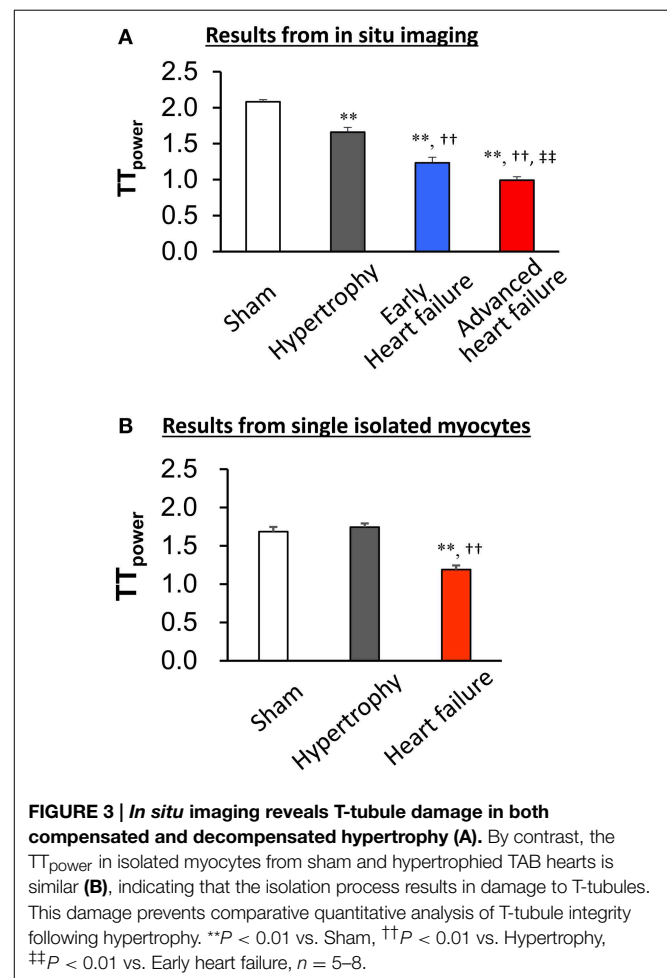 A Results from in situ imaging
2.5
2.0
1.5
1.0
0.5
0.0
TTpower
**
**, ††
**, ††, ‡‡
Sham
Hypertrophy
Early
Heart failure
Advanced
heart failure
B Results from single isolated myocytes
2.5
2.0
1.5
1.0
0.5
0.0
TTpower
**, ††
Sham
Hypertrophy
Heart failure
FIGURE 3 | In situ imaging reveals T-tubule damage in both
compensated and decompensated hypertrophy (A). By contrast, the
TTpower in isolated myocytes from sham and hypertrophied TAB hearts is
similar (B), indicating that the isolation process results in damage to T-tubules.
This damage prevents comparative quantitative analysis of T-tubule integrity
following hypertrophy. **P < 0.01 vs. Sham, ††P < 0.01 vs. Hypertrophy,
‡‡P < 0.01 vs. Early heart failure, n = 5–8.